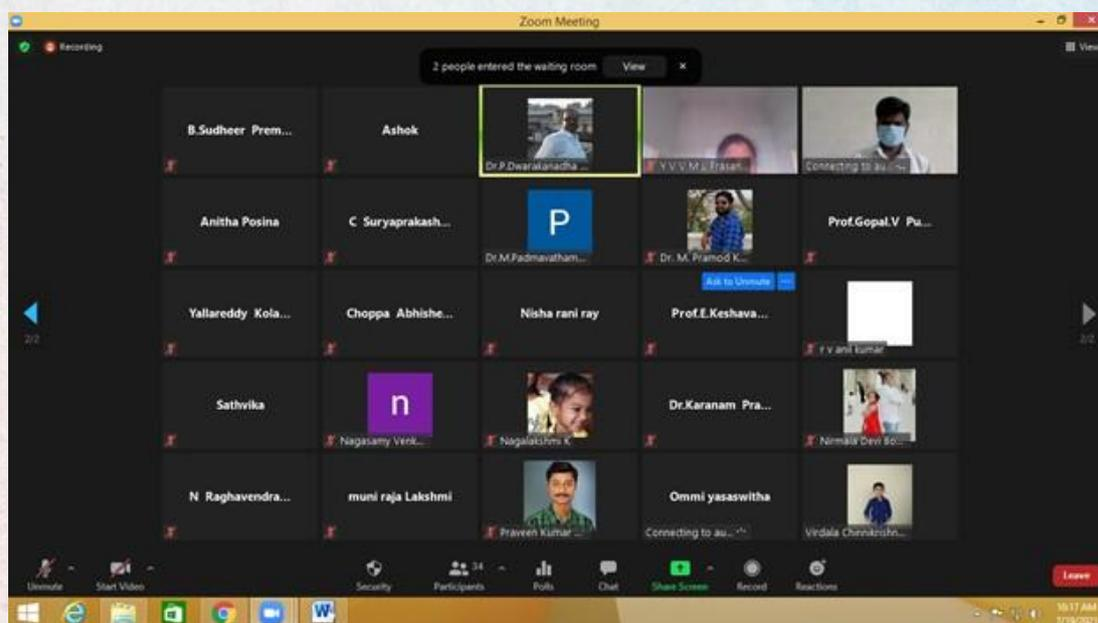 Zoom Meeting
Recording
View
2 people entered the waiting room View
B.Sudheer Prem...
Ashok
Dr.P.Dwarakanadha ...
Y V V M L Prasan...
Connecting to au...
Anitha Posina
C Suryaprakash...
P
Dr.M.Padmavatham...
Dr. M. Pramod K...
Prof.Gopal.V Pu...
Ask to Unmute ...
Yallareddy Kola...
Choppa Abhishe...
Nisha rani ray
Prof.E.Keshava...
Y v anil kumar
2/2
2/2
Sathvika
n
Nagasamy Venk...
Nagalakshmi K
Dr.Karanam Pra...
Nirmala Devi Bo...
N Raghavendra...
muni raja Lakshmi
Praveen Kumar ...
Ommi yasaswitha
Connecting to au...
Virdala Chinnikrishn...
Unmute
Start Video
Security
Participants 34
Polls
Chat
Share Screen
Record
Reactions
Leave
W
10:17 AM